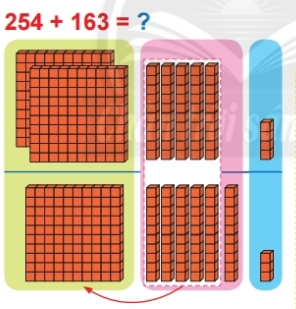 254 + 163 = ?